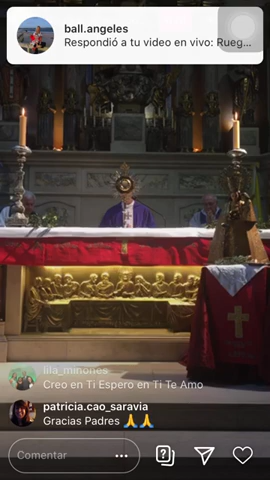 ball.angeles
Respondió a tu video en vivo: Rueg...
lila_minones
Creo en Ti Espero en Ti Te Amo
patricia.cao_saravia
Gracias Padres 🙏🙏
Comentar